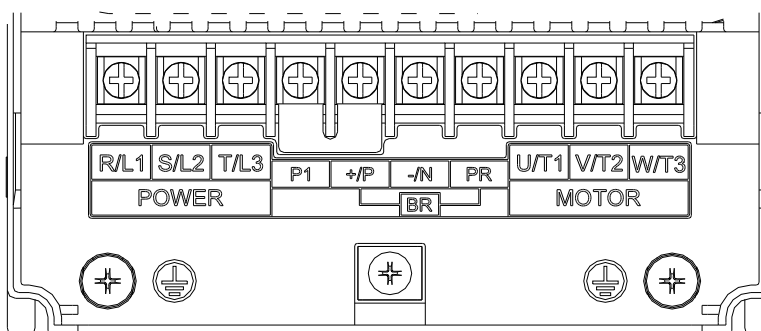 R/L1 S/L2 T/L3 P1 +/P -/N PR U/T1 V/T2 W/T3
POWER BR MOTOR